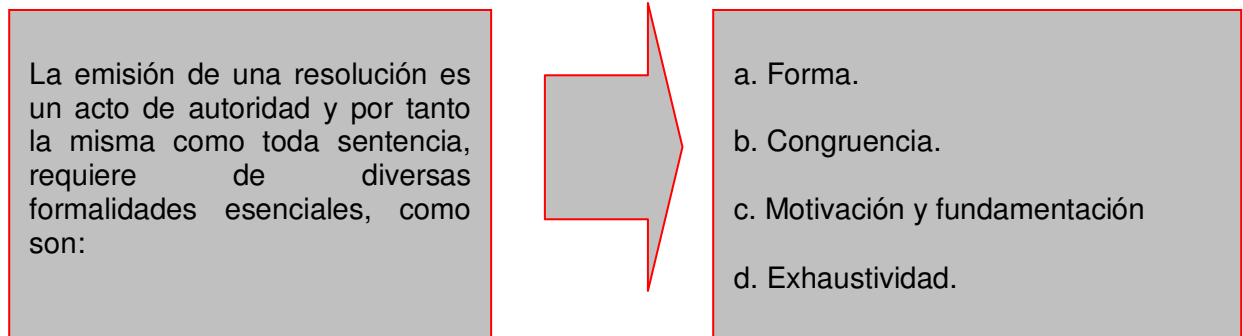 La emisión de una resolución es
un acto de autoridad y por tanto
la misma como toda sentencia,
requiere de diversas
formalidades esenciales, como
son:
a. Forma.
b. Congruencia.
c. Motivación y fundamentación
d. Exhaustividad.